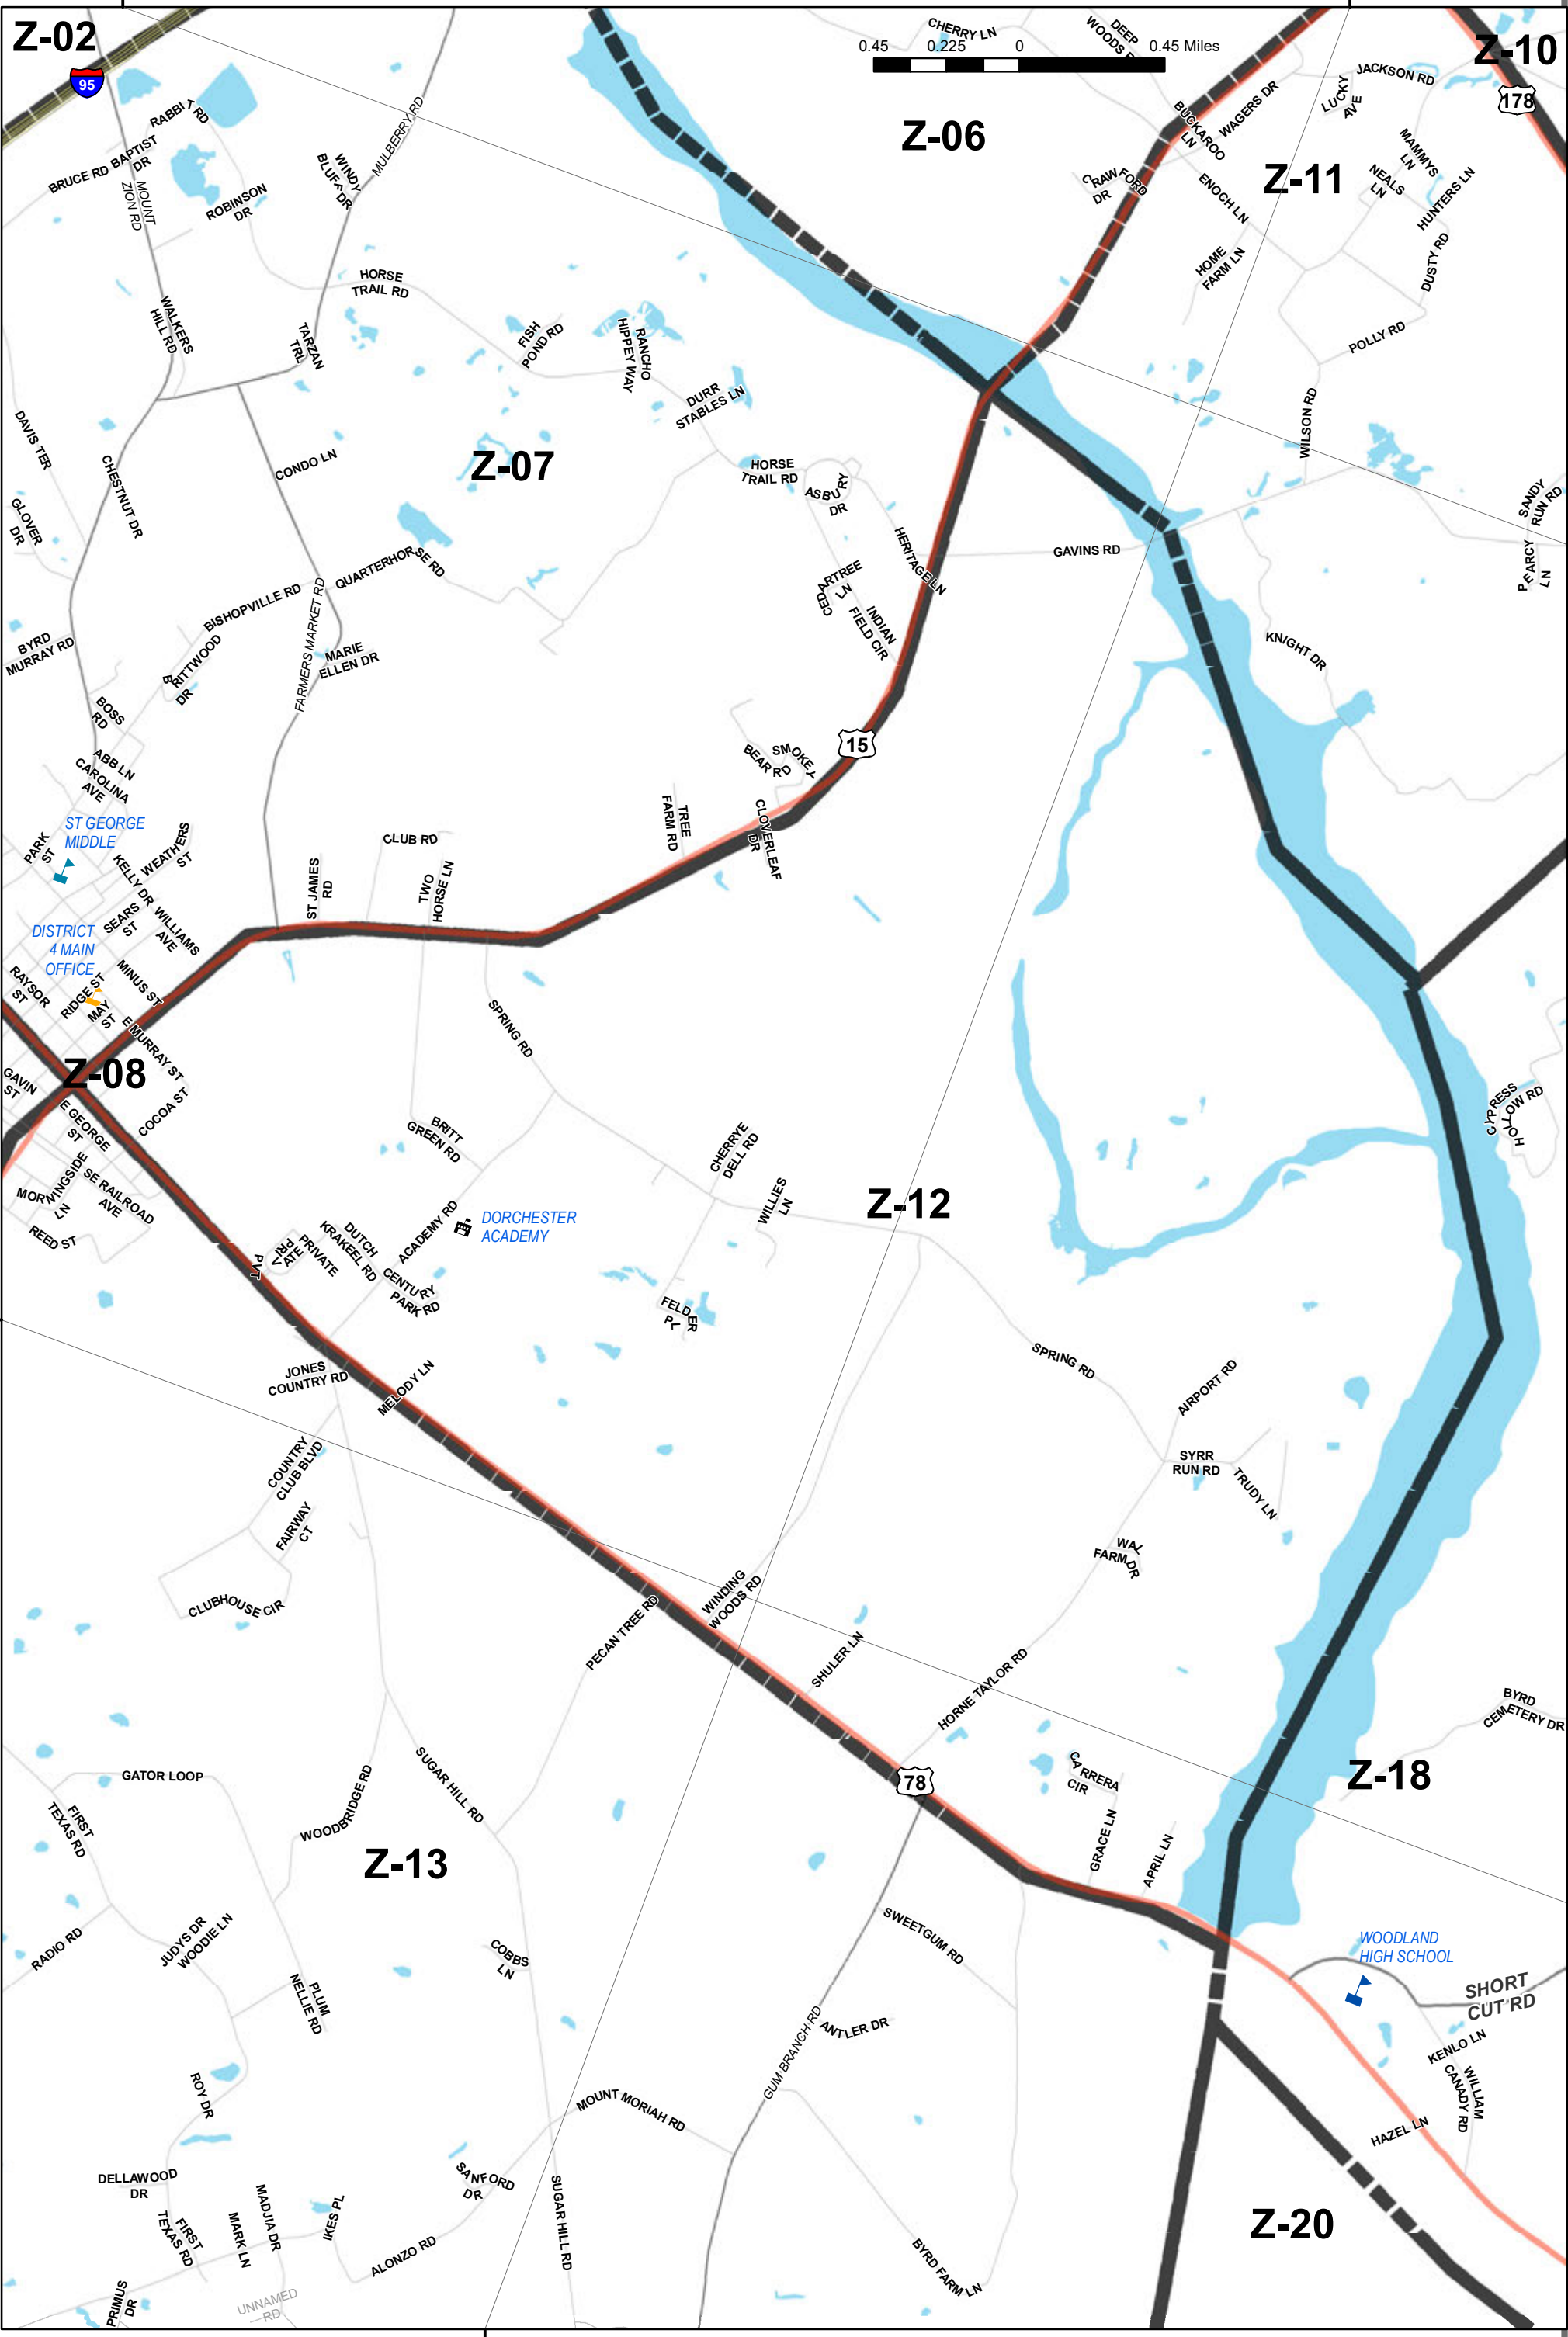 Z-02
95
CHERRY LN
DEEP
WOODS
0.45 0.225 0 0.45 Miles
Z-10
178
JACKSON RD
LUCKY
AVE
WAGERS DR
BUCKAROO
LN
Z-06
Z-11
MAMMYS
LN
NEALS
LN
HUNTERS LN
CRAWFORD
DR
ENOCH LN
HOME
FARM LN
DUSTY RD
POLLY RD
RABBIT RD
BRUCE RD
BAPTIST
DR
MOUNT
ZION RD
ROBINSON
DR
WINDY
BLUFF DR
MULBERRY RD
HORSE
TRAIL RD
WALKERS
HILL RD
TARZAN
TRL
FISH
POND RD
RANCHO
HIPPEY WAY
DURR
STABLES LN
WILSON RD
DAVIS TER
CHESTNUT DR
CONDO LN
Z-07
HORSE
TRAIL RD
ASBURY
DR
GLOVER
DR
SANDY
RUN RD
PEARCY
LN
HERITAGE LN
GAVINS RD
QUARTERHORSE RD
BISHOPVILLE RD
FARMERS MARKET RD
CEDARTREE
LN
INDIAN
FIELD CIR
BYRD
MURRAY RD
BRITTWOOD
DR
MARIE
ELLEN DR
KNIGHT DR
BOSS
RD
ABB LN
CAROLINA
AVE
SMOKEY
BEAR RD
15
ST GEORGE
MIDDLE
PARK
ST
KELLY DR
WEATHERS
ST
CLUB RD
TREE
FARM RD
CLOVERLEAF
DR
ST JAMES
RD
TWO
HORSE LN
SEARS
ST
WILLIAMS
AVE
DISTRICT
4 MAIN
OFFICE
RAYSOR
ST
RIDGE ST
MAY
ST
MINUS ST
E MURRAY ST
SPRING RD
Z-08
GAVIN
ST
E GEORGE
ST
COCOA ST
CYPRESS
HOLLOW RD
BRITT
GREEN RD
CHERRYE
DELL RD
MORNINGSIDE
LN
SE RAILROAD
AVE
REED ST
WILLIES
LN
Z-12
ACADEMY RD
DORCHESTER
ACADEMY
PVT
PRIVATE
PRIVATE
DUTCH
KRAKEEL RD
CENTURY
PARK RD
FELDER
PL
JONES
COUNTRY RD
MELODY LN
SPRING RD
AIRPORT RD
COUNTRY
CLUB BLVD
SYRR
RUN RD
TRUDY LN
FAIRWAY
CT
WAL
FARM DR
CLUBHOUSE CIR
PECAN TREE RD
WINDING
WOODS RD
SHULER LN
HORNE TAYLOR RD
BYRD
CEMETERY DR
GATOR LOOP
SUGAR HILL RD
78
CARRERA
CIR
Z-18
FIRST
TEXAS RD
WOODBRIDGE RD
Z-13
GRACE LN
APRIL LN
RADIO RD
JUDYS DR
WOODIE LN
COBBS
LN
SWEETGUM RD
WOODLAND
HIGH SCHOOL
PLUM
NELLIE RD
SHORT
CUT RD
ANTLER DR
GUM BRANCH RD
KENLO LN
WILLIAM
CANADY RD
ROY DR
MOUNT MORIAH RD
HAZEL LN
DELLAWOOD
DR
SANFORD
DR
FIRST
TEXAS RD
MARK LN
MADJIA DR
IKES PL
SUGAR HILL RD
ALONZO RD
Z-20
BYRD FARM LN
PRIMUS
DR
UNNAMED
RD